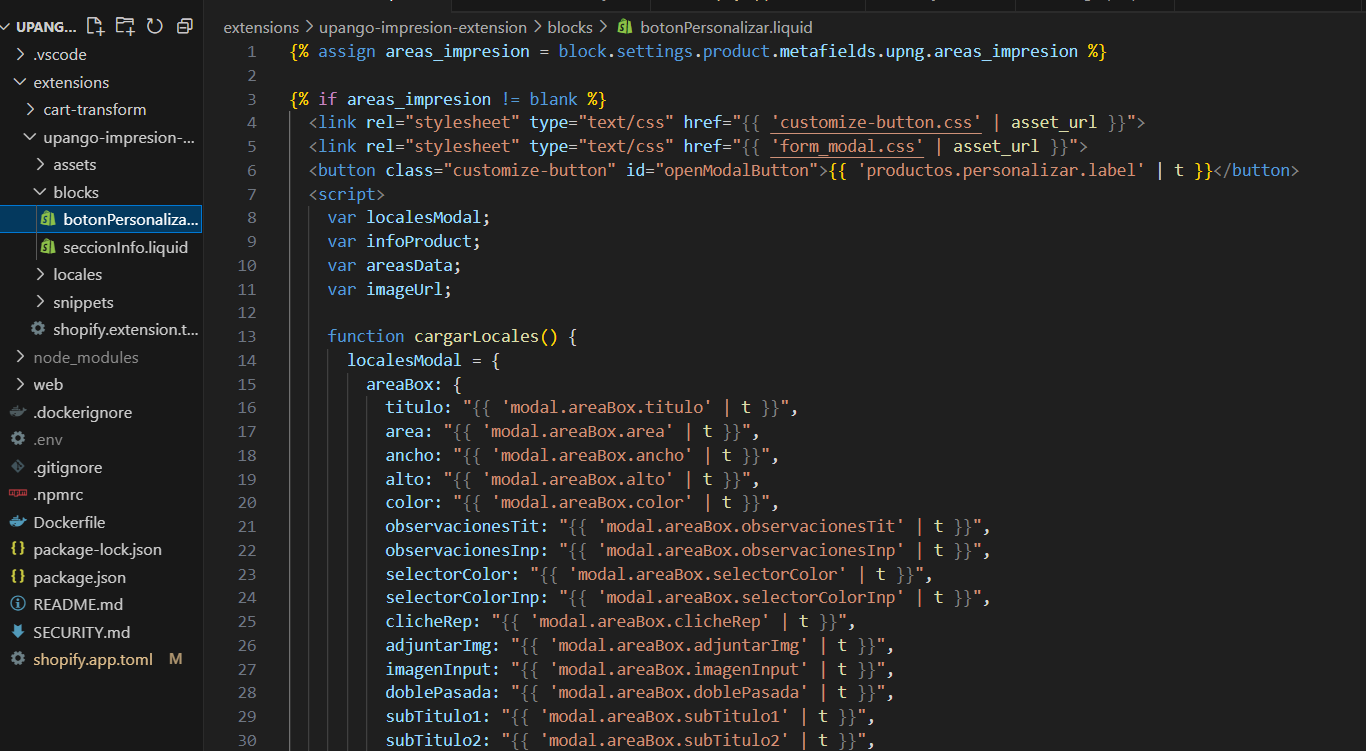 UPANG...
.vscode
extensions
cart-transform
upango-impresion-...
assets
blocks
botonPersonaliza...
seccionInfo.liquid
locales
snippets
shopify.extension.t...
node_modules
web
.dockerignore
.env
.gitignore
.npmrc
Dockerfile
package-lock.json
package.json
README.md
SECURITY.md
shopify.app.toml M
extensions > upango-impresion-extension > blocks > botonPersonalizar.liquid
1 {% assign areas_impresion = block.settings.product.metafields.upng.areas_impresion %}
2
3 {% if areas_impresion != blank %}
4 <link rel="stylesheet" type="text/css" href="{{ 'customize-button.css' | asset_url }}">
5 <link rel="stylesheet" type="text/css" href="{{ 'form_modal.css' | asset_url }}">
6 <button class="customize-button" id="openModalButton">{{ 'productos.personalizar.label' | t }}</button>
7 <script>
8 var localesModal;
9 var infoProduct;
10 var areasData;
11 var imageUrl;
12
13 function cargarLocales() {
14 localesModal = {
15 areaBox: {
16 titulo: "{{ 'modal.areaBox.titulo' | t }}",
17 area: "{{ 'modal.areaBox.area' | t }}",
18 ancho: "{{ 'modal.areaBox.ancho' | t }}",
19 alto: "{{ 'modal.areaBox.alto' | t }}",
20 color: "{{ 'modal.areaBox.color' | t }}",
21 observacionesTit: "{{ 'modal.areaBox.observacionesTit' | t }}",
22 observacionesInp: "{{ 'modal.areaBox.observacionesInp' | t }}",
23 selectorColor: "{{ 'modal.areaBox.selectorColor' | t }}",
24 selectorColorInp: "{{ 'modal.areaBox.selectorColorInp' | t }}",
25 clicheRep: "{{ 'modal.areaBox.clicheRep' | t }}",
26 adjuntarImg: "{{ 'modal.areaBox.adjuntarImg' | t }}",
27 imagenInput: "{{ 'modal.areaBox.imagenInput' | t }}",
28 doblePasada: "{{ 'modal.areaBox.doblePasada' | t }}",
29 subTitulo1: "{{ 'modal.areaBox.subTitulo1' | t }}",
30 subTitulo2: "{{ 'modal.areaBox.subTitulo2' | t }}",